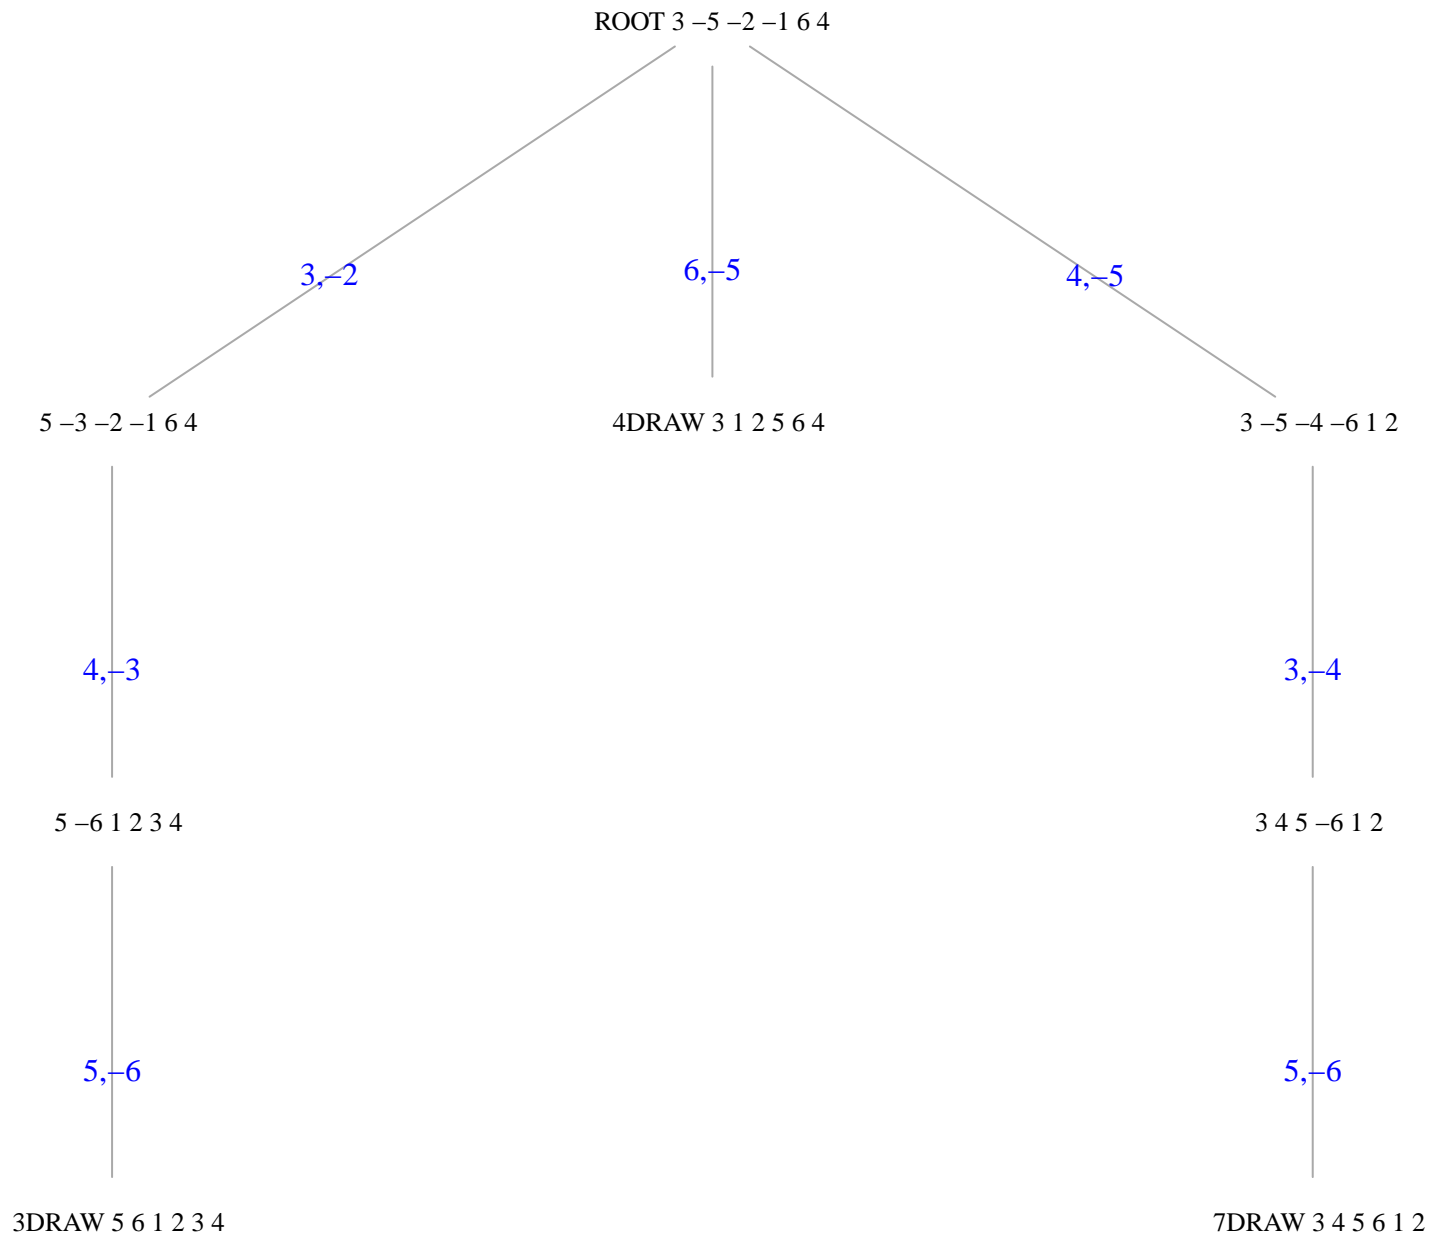 ROOT 3 –5 –2 –1 6 4
3,–2
6,–5
4,–5
5 –3 –2 –1 6 4
4DRAW 3 1 2 5 6 4
3 –5 –4 –6 1 2
4,–3
3,–4
5 –6 1 2 3 4
3 4 5 –6 1 2
5,–6
5,–6
3DRAW 5 6 1 2 3 4
7DRAW 3 4 5 6 1 2